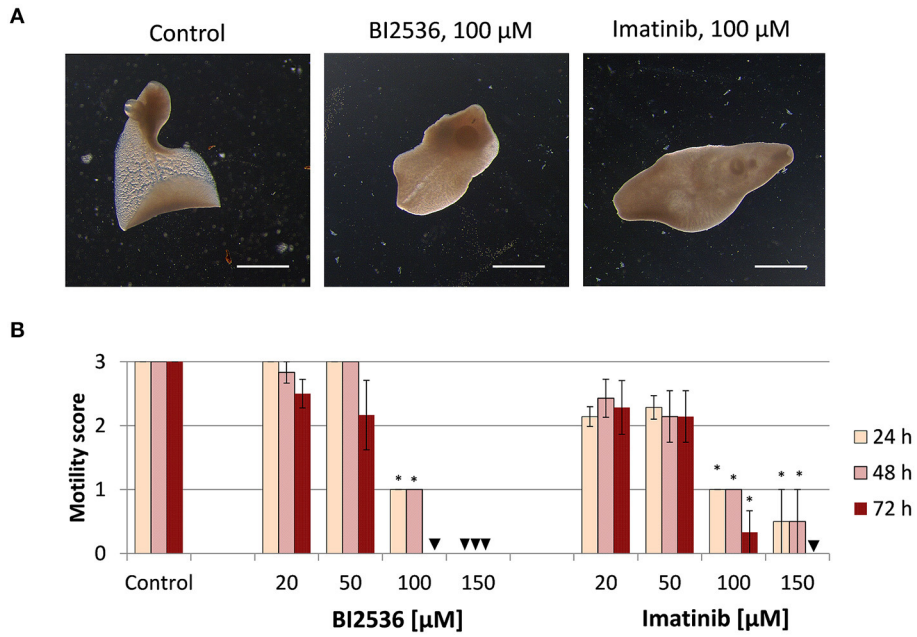 A
Control
BI2536, 100 µM
Imatinib, 100 µM
B
Motility score
3
2
1
0
* *
* * *
* *
24 h
48 h
72 h
Control
20
50
100
150
20
50
100
150
BI2536 [µM]
Imatinib [µM]